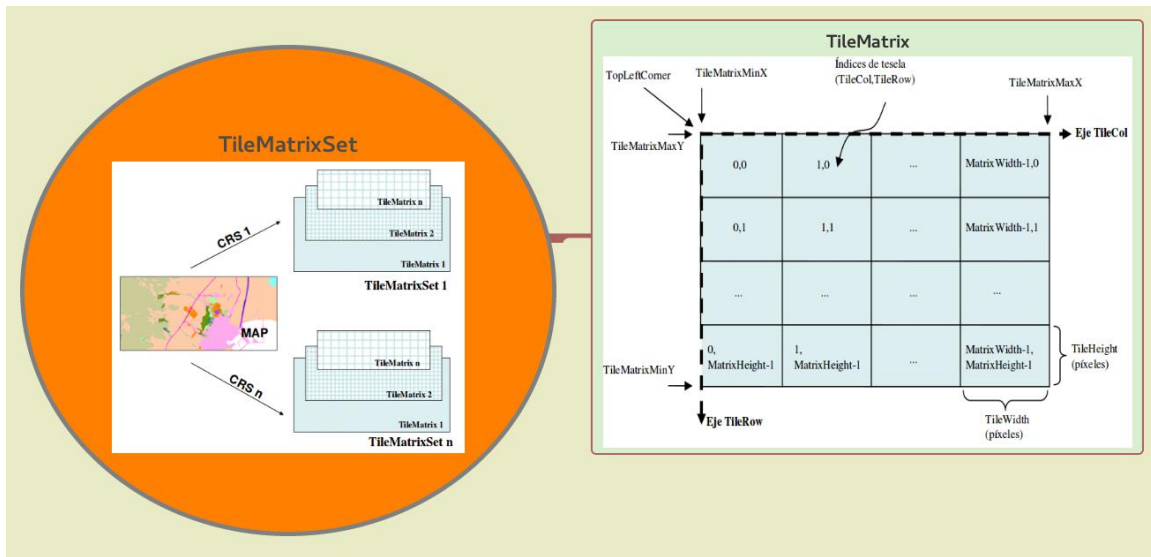 TileMatrixSet
CRS 1
TileMatrix n
TileMatrix 2
TileMatrix 1
TileMatrixSet 1
MAP
CRS n
TileMatrix n
TileMatrix 2
TileMatrix 1
TileMatrixSet n
TileMatrix
TopLeftCorner
TileMatrixMinX
Índices de tesela
(TileCol,TileRow)
TileMatrixMaxX
TileMatrixMaxY
Eje TileCol
0,0
1,0
...
MatrixWidth-1,0
0,1
1,1
...
MatrixWidth-1,1
...
...
...
...
0,
MatrixHeight-1
1,
MatrixHeight-1
...
MatrixWidth-1,
MatrixHeight-1
TileHeight
(píxeles)
TileMatrixMinY
Eje TileRow
TileWidth
(píxeles)